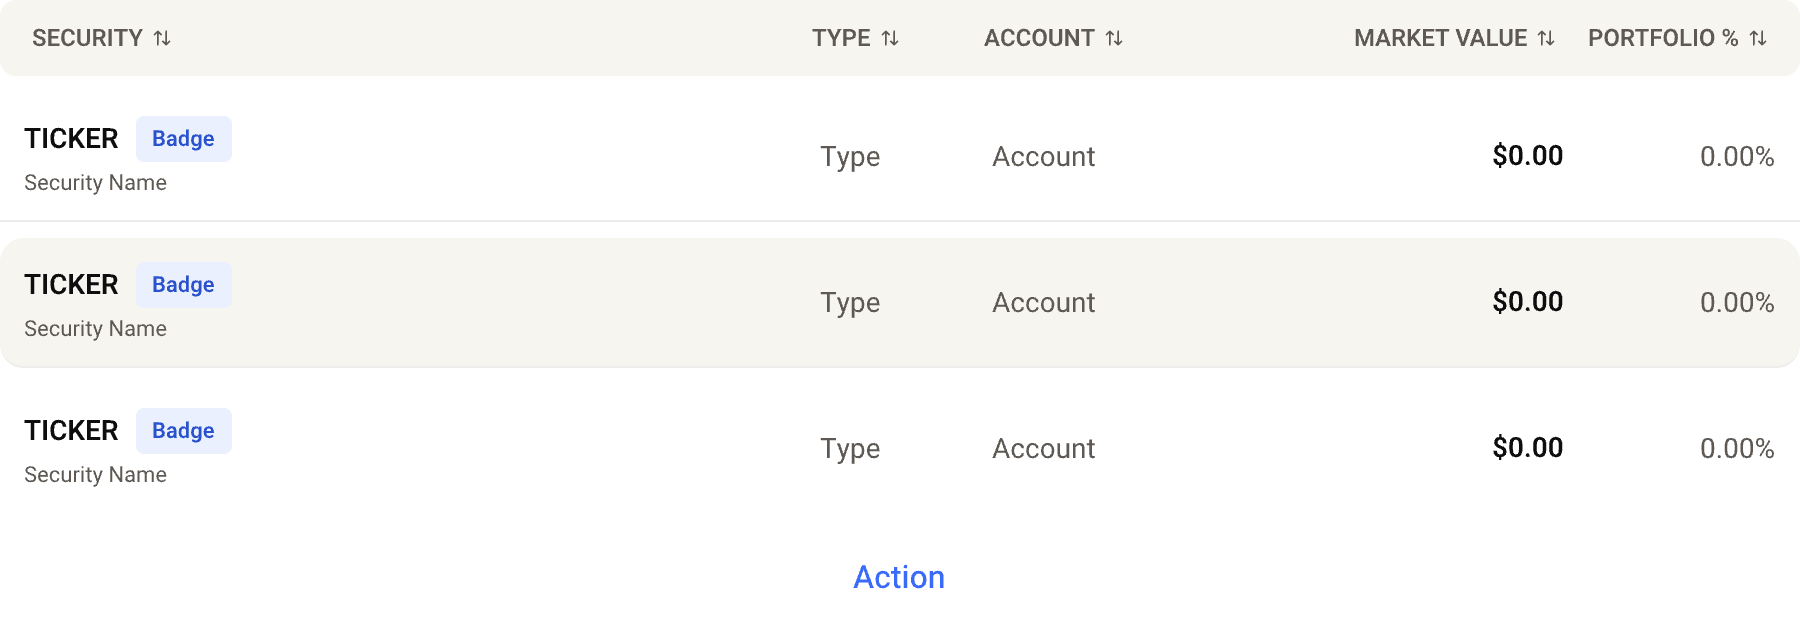 SECURITY TYPE ACCOUNT MARKET VALUE PORTFOLIO %
TICKER Badge
Security Name
Type Account $0.00 0.00%
TICKER Badge
Security Name
Type Account $0.00 0.00%
TICKER Badge
Security Name
Type Account $0.00 0.00%
Action